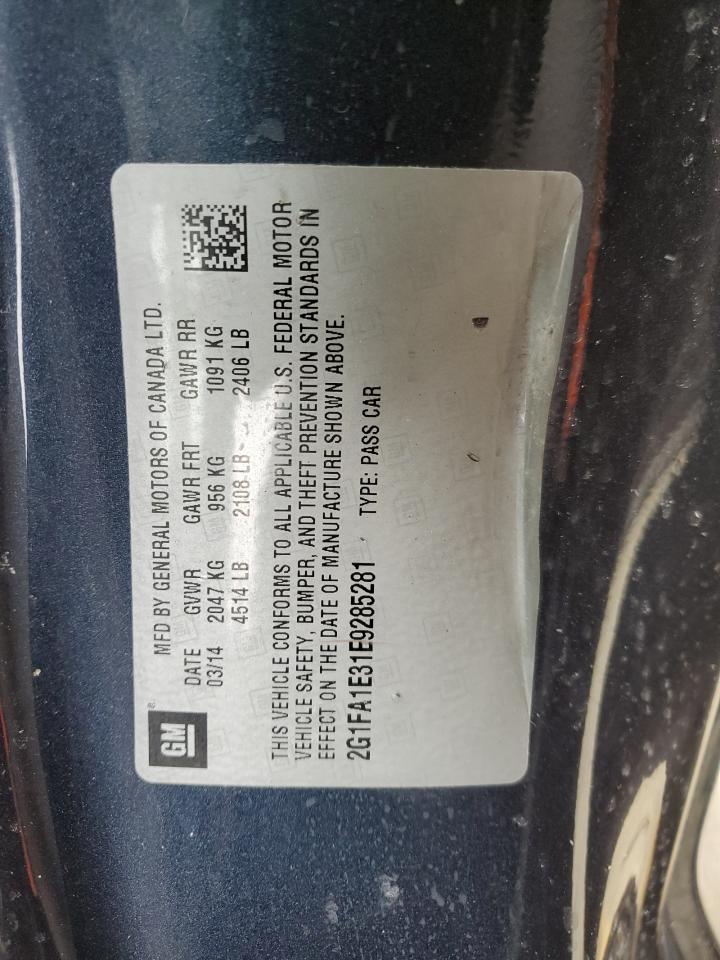 GM
MFD BY GENERAL MOTORS OF CANADA LTD.
DATE GVWR GAWR FRT GAWR RR
03/14 2047 KG 956 KG 1091 KG
4514 LB 2108 LB 2406 LB
THIS VEHICLE CONFORMS TO ALL APPLICABLE U.S. FEDERAL MOTOR
VEHICLE SAFETY, BUMPER, AND THEFT PREVENTION STANDARDS IN
EFFECT ON THE DATE OF MANUFACTURE SHOWN ABOVE.
2G1FA1E31E9285281 TYPE: PASS CAR